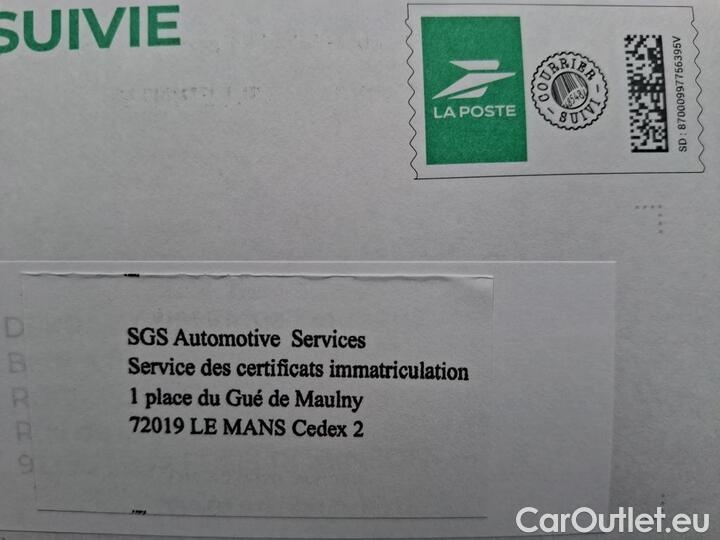 SUIVIE
LA POSTE
COURRIER
SUIVI
SD : 87000997756395V
SGS Automotive Services
Service des certificats immatriculation
1 place du Gué de Maulny
72019 LE MANS Cedex 2
D
B
R
R
9
CarOutlet.eu